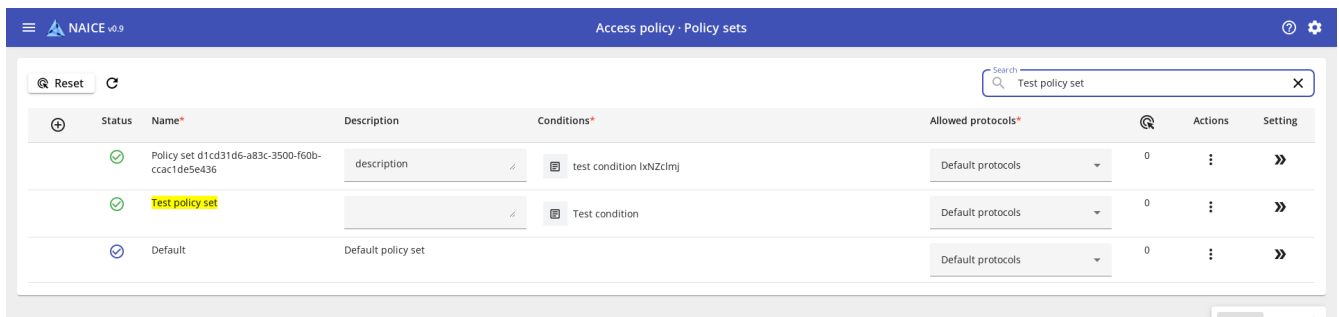 NAICE v0.9
Access policy · Policy sets
Reset
Search
Test policy set
Status Name* Description Conditions* Allowed protocols* Actions Setting
Policy set d1cd31d6-a83c-3500-f60b-
ccac1de5e436
description
test condition lxNZclmj
Default protocols
0
Test policy set
Test condition
Default protocols
0
Default
Default policy set
Default protocols
0